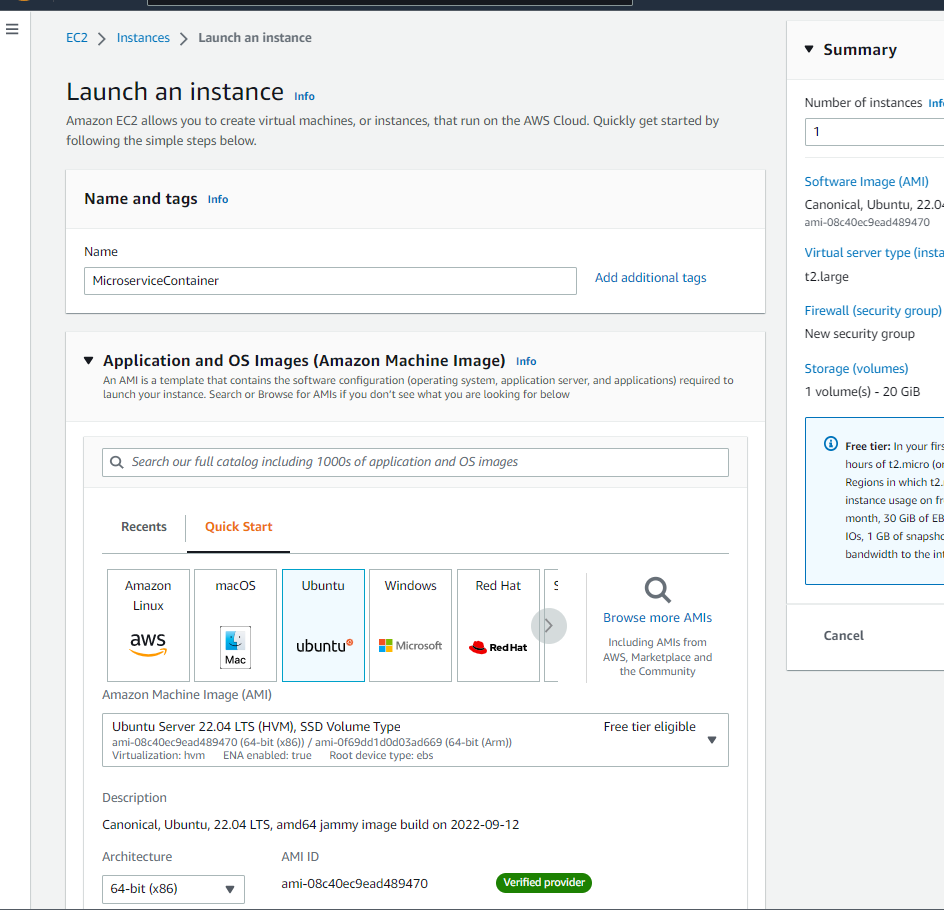 EC2 > Instances > Launch an instance
Launch an instance Info
Amazon EC2 allows you to create virtual machines, or instances, that run on the AWS Cloud. Quickly get started by
following the simple steps below.
Name and tags Info
Name
MicroserviceContainer
Add additional tags
Application and OS Images (Amazon Machine Image) Info
An AMI is a template that contains the software configuration (operating system, application server, and applications) required to
launch your instance. Search or Browse for AMIs if you don't see what you are looking for below
Search our full catalog including 1000s of application and OS images
Recents
Quick Start
Amazon
Linux
aws
macOS
Mac
Ubuntu
ubuntu
Windows
Microsoft
Red Hat
RedHat
S
Browse more AMIs
Including AMIs from
AWS, Marketplace and
the Community
Amazon Machine Image (AMI)
Ubuntu Server 22.04 LTS (HVM), SSD Volume Type
Free tier eligible
ami-08c40ec9ead489470 (64-bit (x86)) / ami-0f69dd1d0d03ad669 (64-bit (Arm))
Virtualization: hvm ENA enabled: true Root device type: ebs
Description
Canonical, Ubuntu, 22.04 LTS, amd64 jammy image build on 2022-09-12
Architecture
64-bit (x86)
AMI ID
ami-08c40ec9ead489470
Verified provider
Summary
Number of instances Inf
1
Software Image (AMI)
Canonical, Ubuntu, 22.04
ami-08c40ec9ead489470
Virtual server type (insta
t2.large
Firewall (security group)
New security group
Storage (volumes)
1 volume(s) - 20 GiB
Free tier: In your firs
hours of t2.micro (or
Regions in which t2.
instance usage on fr
month, 30 GiB of EB
IOs, 1 GB of snapsho
bandwidth to the int
Cancel